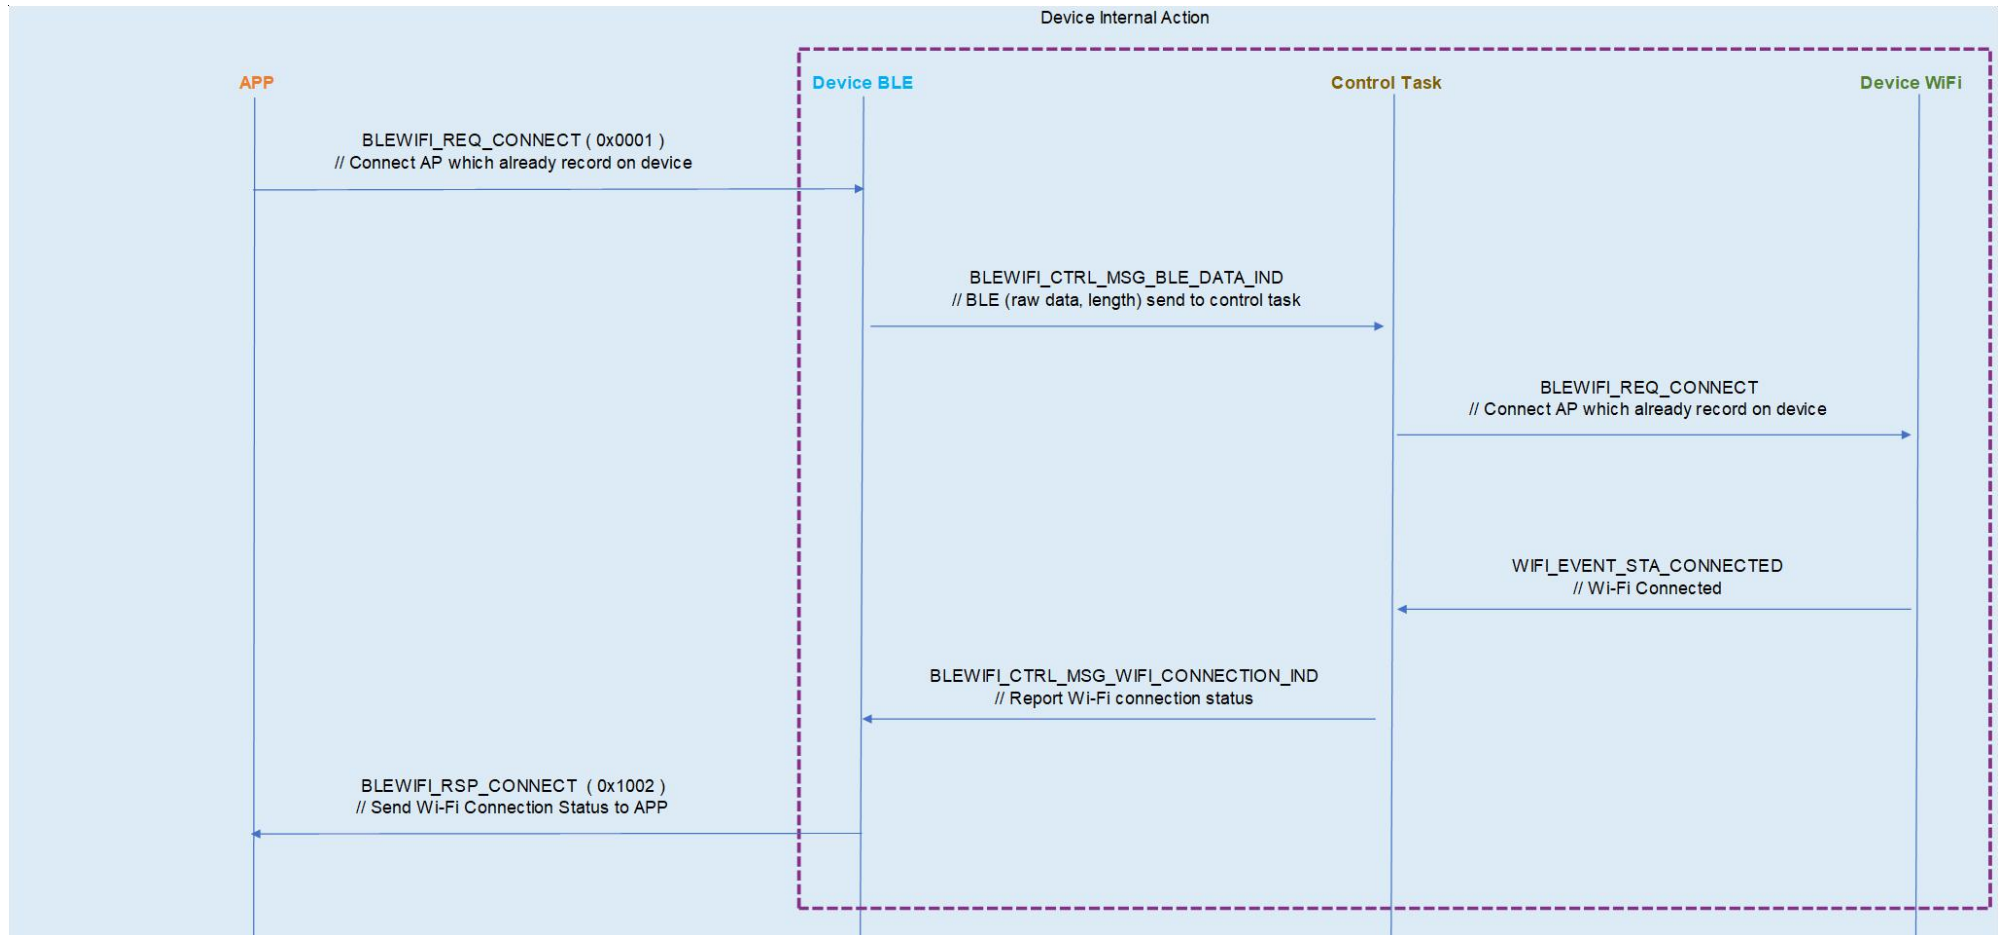 Device Internal Action
APP
Device BLE
Control Task
Device WiFi
BLEWIFI_REQ_CONNECT ( 0x0001 )
// Connect AP which already record on device
BLEWIFI_CTRL_MSG_BLE_DATA_IND
// BLE (raw data, length) send to control task
BLEWIFI_REQ_CONNECT
// Connect AP which already record on device
WIFI_EVENT_STA_CONNECTED
// Wi-Fi Connected
BLEWIFI_CTRL_MSG_WIFI_CONNECTION_IND
// Report Wi-Fi connection status
BLEWIFI_RSP_CONNECT ( 0x1002 )
// Send Wi-Fi Connection Status to APP